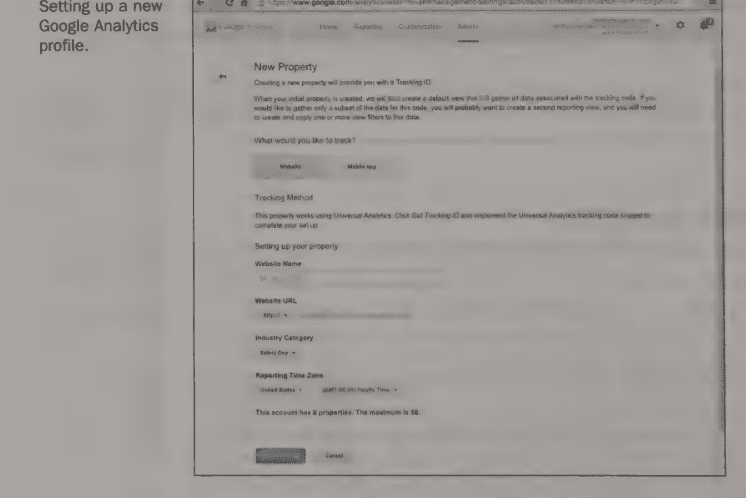 Setting up a new
Google Analytics
profile.
Google Analytics Home Reporting Customization Admin
New Property
Creating a new property will provide you with a Tracking ID.
When your initial property is created, we will also create a default view that will gather all data associated with the tracking code. If you
would like to gather only a subset of the data for this code, you will probably want to create a second reporting view, and you will need
to create and apply one or more view filters to this data.
What would you like to track?
Website Mobile app
Tracking Method
This property works using Universal Analytics. Click Get Tracking ID and implement the Universal Analytics tracking code snippet to
complete your set up.
Setting up your property
Website Name
Website URL
http://
Industry Category
Select One
Reporting Time Zone
United States Pacific Time
This account has 6 properties. The maximum is 50.
Cancel